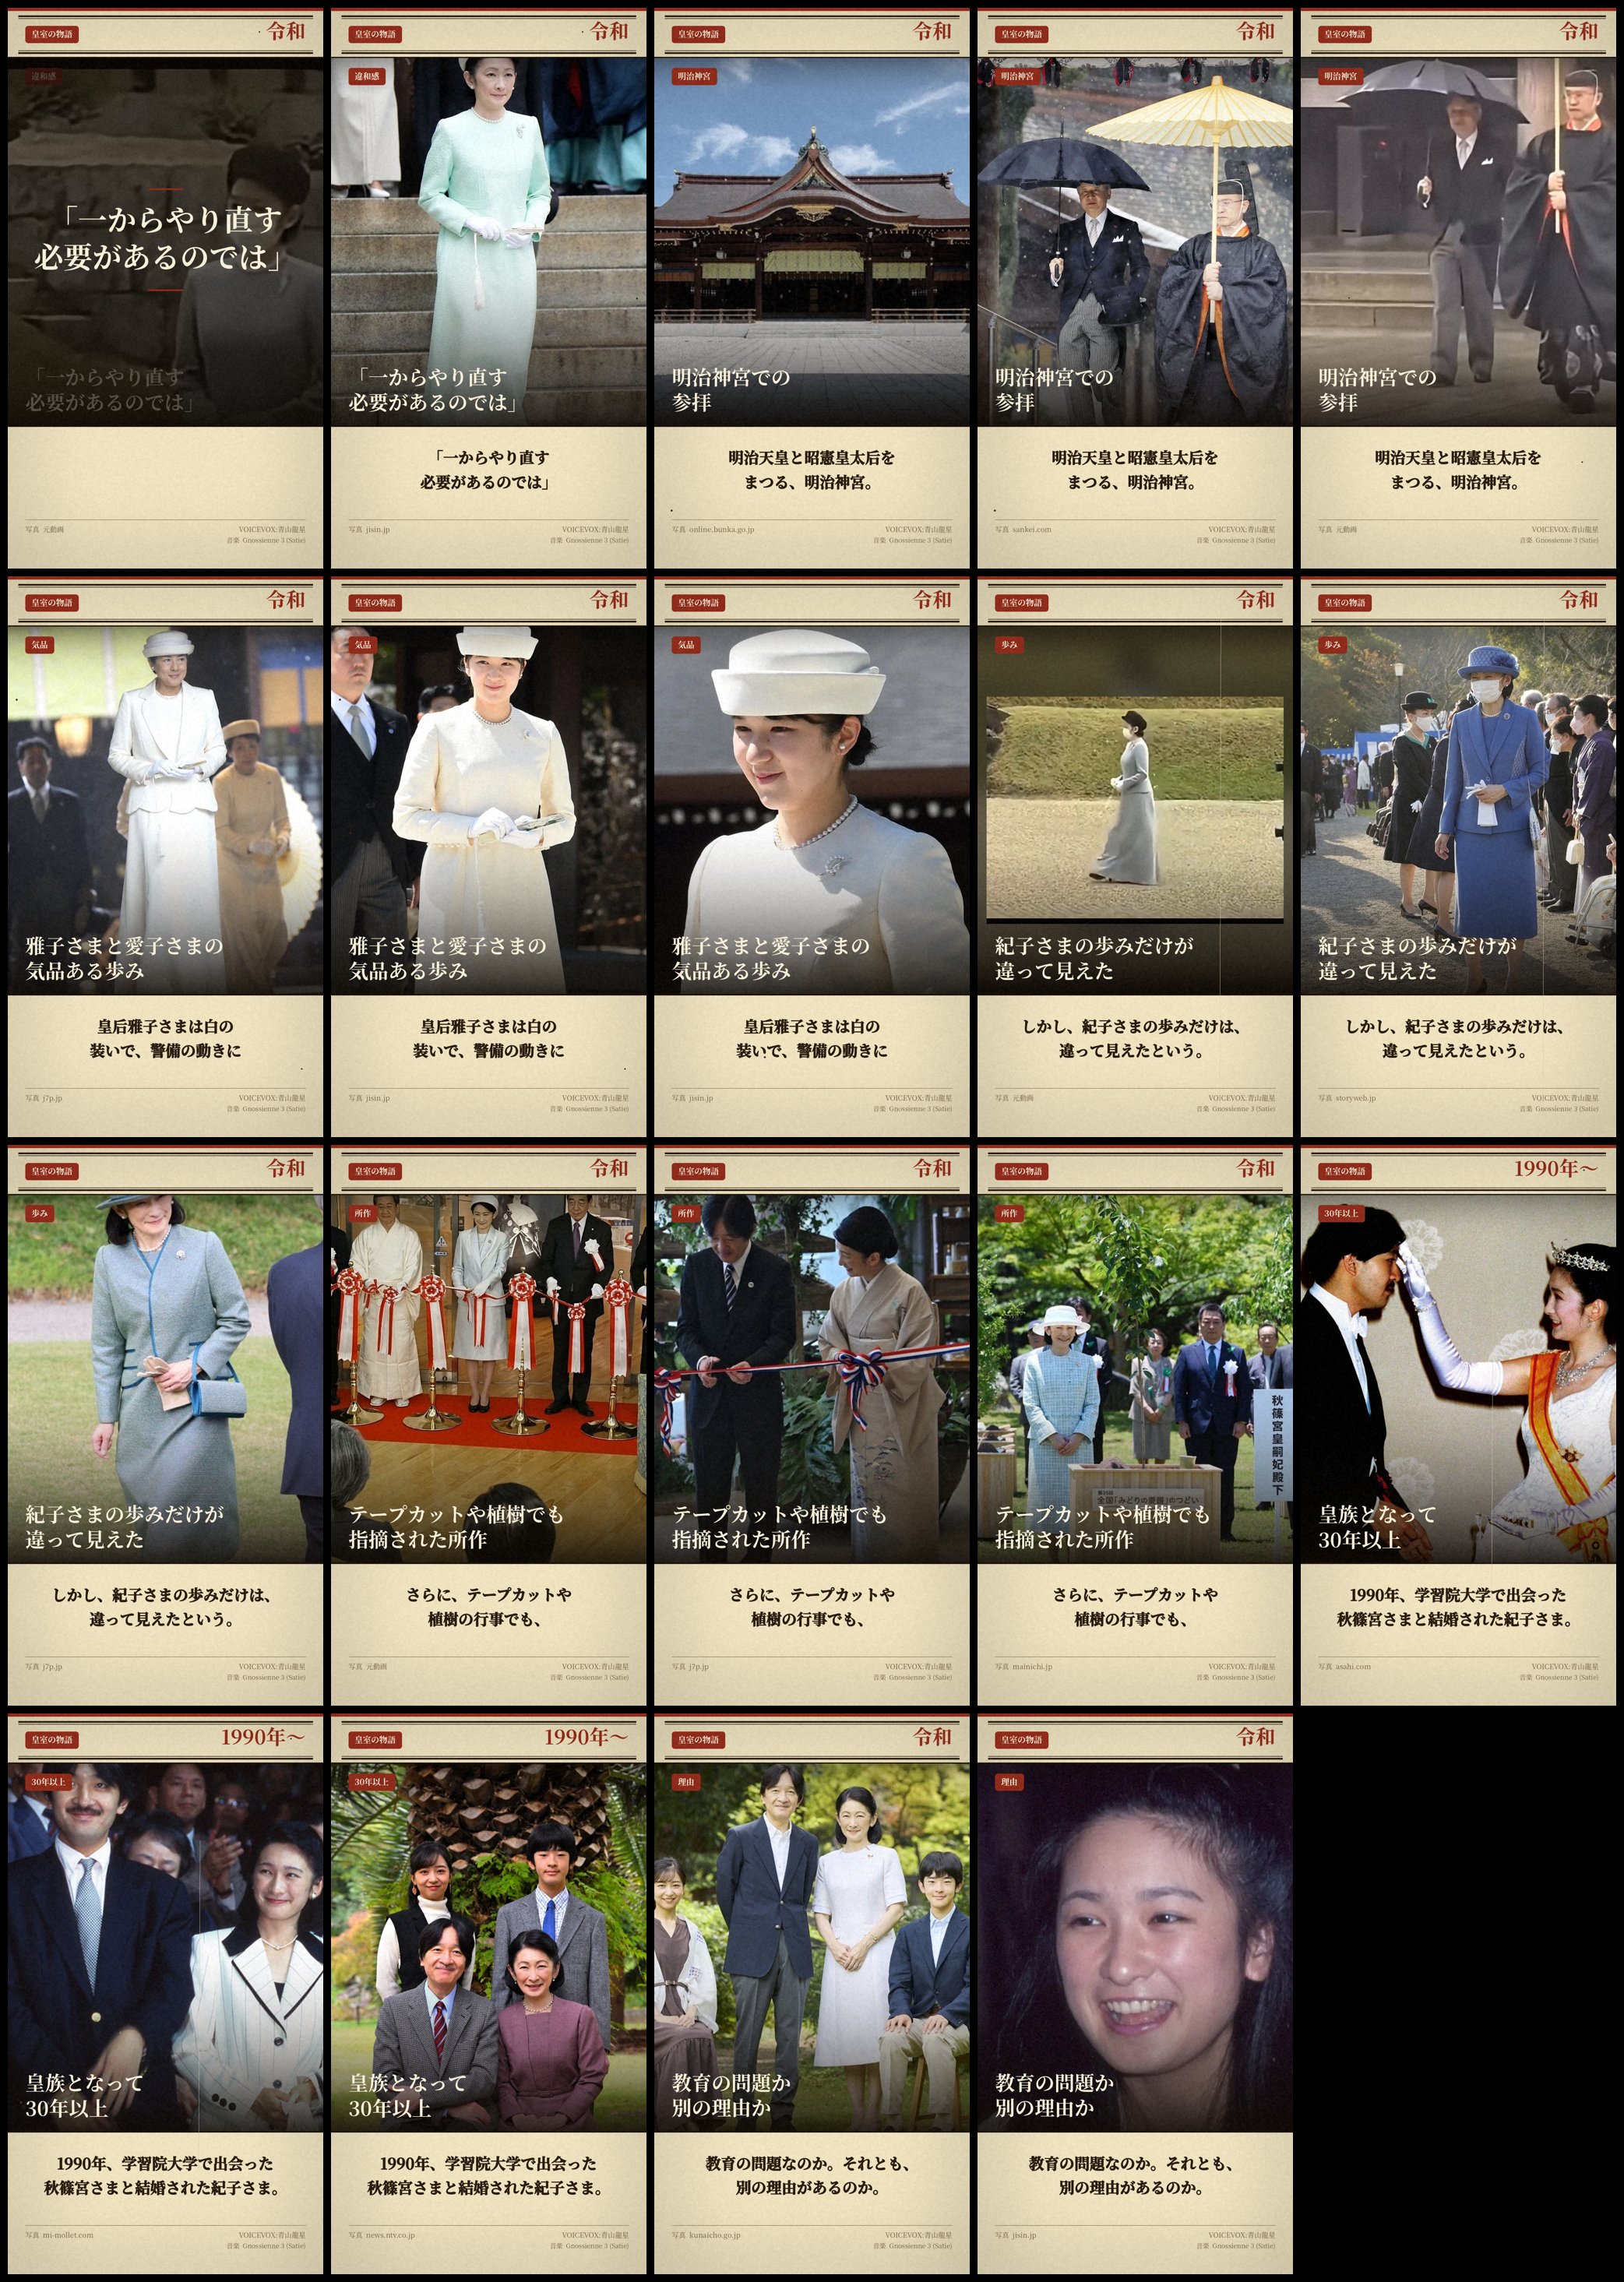 皇室の物語
令和
違和感
「一からやり直す
必要があるのでは」
「一からやり直す
必要があるのでは」
写真 元動画
VOICEVOX:青山龍星
音楽 Gnossienne 3 (Satie)
皇室の物語
令和
違和感
「一からやり直す
必要があるのでは」
「一からやり直す
必要があるのでは」
写真 jisin.jp
VOICEVOX:青山龍星
音楽 Gnossienne 3 (Satie)
皇室の物語
令和
明治神宮
明治神宮での
参拝
明治天皇と昭憲皇太后を
まつる、明治神宮。
写真 online.bunka.go.jp
VOICEVOX:青山龍星
音楽 Gnossienne 3 (Satie)
皇室の物語
令和
明治神宮
明治神宮での
参拝
明治天皇と昭憲皇太后を
まつる、明治神宮。
写真 sankei.com
VOICEVOX:青山龍星
音楽 Gnossienne 3 (Satie)
皇室の物語
令和
明治神宮
明治神宮での
参拝
明治天皇と昭憲皇太后を
まつる、明治神宮。
写真 元動画
VOICEVOX:青山龍星
音楽 Gnossienne 3 (Satie)
皇室の物語
令和
気品
雅子さまと愛子さまの
気品ある歩み
皇后雅子さまは白の
装いで、警備の動きに
写真 j7p.jp
VOICEVOX:青山龍星
音楽 Gnossienne 3 (Satie)
皇室の物語
令和
気品
雅子さまと愛子さまの
気品ある歩み
皇后雅子さまは白の
装いで、警備の動きに
写真 jisin.jp
VOICEVOX:青山龍星
音楽 Gnossienne 3 (Satie)
皇室の物語
令和
気品
雅子さまと愛子さまの
気品ある歩み
皇后雅子さまは白の
装いで、警備の動きに
写真 jisin.jp
VOICEVOX:青山龍星
音楽 Gnossienne 3 (Satie)
皇室の物語
令和
歩み
紀子さまの歩みだけが
違って見えた
しかし、紀子さまの歩みだけは、
違って見えたという。
写真 元動画
VOICEVOX:青山龍星
音楽 Gnossienne 3 (Satie)
皇室の物語
令和
歩み
紀子さまの歩みだけが
違って見えた
しかし、紀子さまの歩みだけは、
違って見えたという。
写真 storyweb.jp
VOICEVOX:青山龍星
音楽 Gnossienne 3 (Satie)
皇室の物語
令和
歩み
紀子さまの歩みだけが
違って見えた
しかし、紀子さまの歩みだけは、
違って見えたという。
写真 j7p.jp
VOICEVOX:青山龍星
音楽 Gnossienne 3 (Satie)
皇室の物語
令和
所作
テープカットや植樹でも
指摘された所作
さらに、テープカットや
植樹の行事でも、
写真 元動画
VOICEVOX:青山龍星
音楽 Gnossienne 3 (Satie)
皇室の物語
令和
所作
テープカットや植樹でも
指摘された所作
さらに、テープカットや
植樹の行事でも、
写真 j7p.jp
VOICEVOX:青山龍星
音楽 Gnossienne 3 (Satie)
皇室の物語
令和
所作
秋篠宮皇嗣妃殿下
テープカットや植樹でも
指摘された所作
さらに、テープカットや
植樹の行事でも、
写真 mainichi.jp
VOICEVOX:青山龍星
音楽 Gnossienne 3 (Satie)
皇室の物語
1990年〜
30年以上
皇族となって
30年以上
1990年、学習院大学で出会った
秋篠宮さまと結婚された紀子さま。
写真 asahi.com
VOICEVOX:青山龍星
音楽 Gnossienne 3 (Satie)
皇室の物語
1990年〜
30年以上
皇族となって
30年以上
1990年、学習院大学で出会った
秋篠宮さまと結婚された紀子さま。
写真 mi-mollet.com
VOICEVOX:青山龍星
音楽 Gnossienne 3 (Satie)
皇室の物語
1990年〜
30年以上
皇族となって
30年以上
1990年、学習院大学で出会った
秋篠宮さまと結婚された紀子さま。
写真 news.ntv.co.jp
VOICEVOX:青山龍星
音楽 Gnossienne 3 (Satie)
皇室の物語
令和
理由
教育の問題か
別の理由か
教育の問題なのか。それとも、
別の理由があるのか。
写真 kunaicho.go.jp
VOICEVOX:青山龍星
音楽 Gnossienne 3 (Satie)
皇室の物語
令和
理由
教育の問題か
別の理由か
教育の問題なのか。それとも、
別の理由があるのか。
写真 jisin.jp
VOICEVOX:青山龍星
音楽 Gnossienne 3 (Satie)